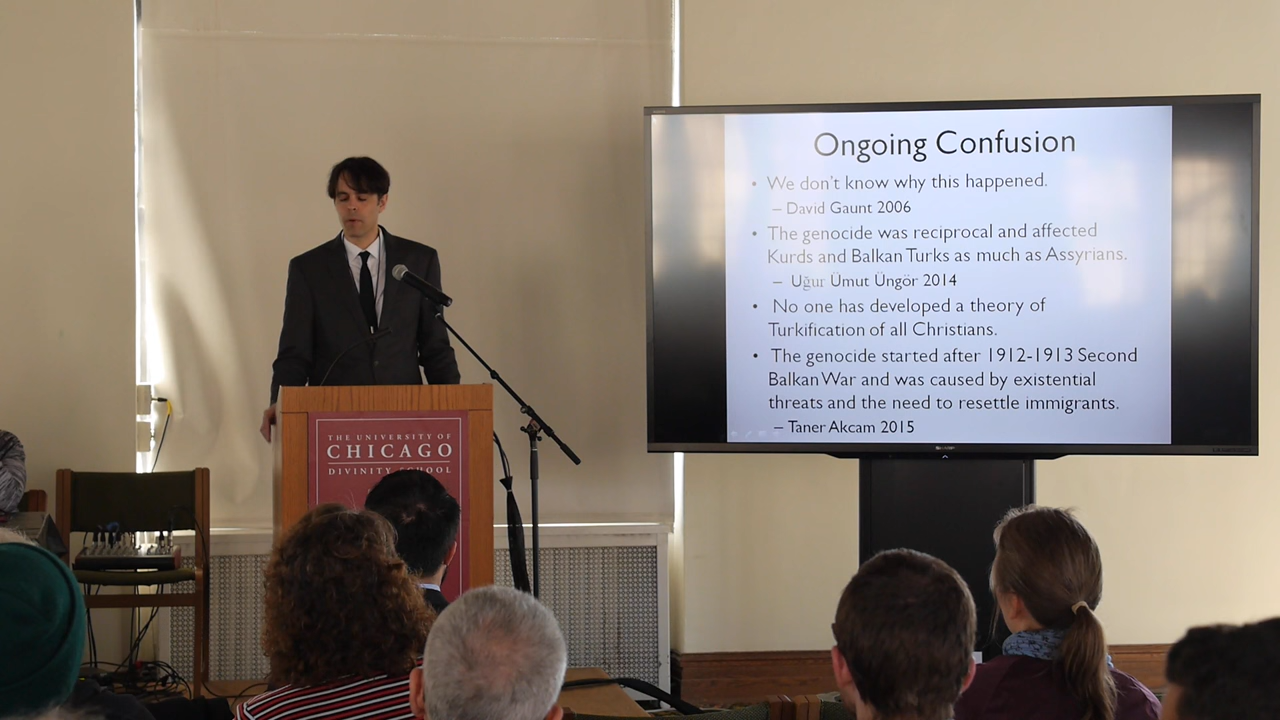 Ongoing Confusion
• We don't know why this happened.
– David Gaunt 2006
• The genocide was reciprocal and affected
Kurds and Balkan Turks as much as Assyrians.
– Uğur Ümut Üngör 2014
• No one has developed a theory of
Turkification of all Christians.
• The genocide started after 1912-1913 Second
Balkan War and was caused by existential
threats and the need to resettle immigrants.
– Taner Akcam 2015
SHARP
THE UNIVERSITY OF
CHICAGO
DIVINITY SCHOOL